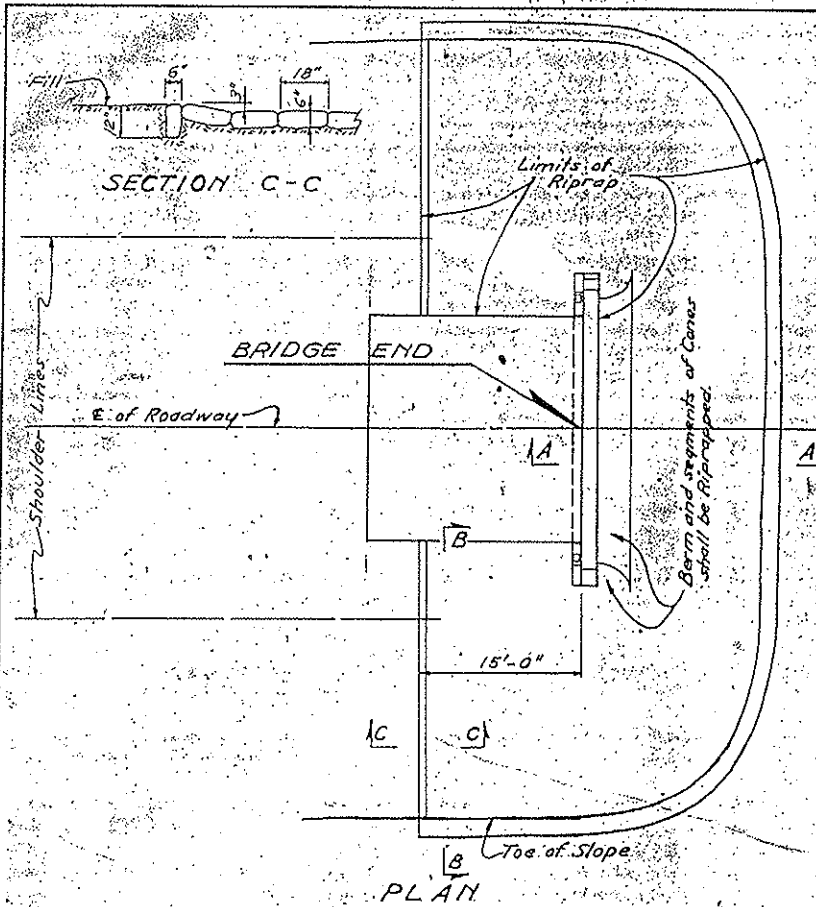 Fill
6"
3"
18"
6"
12"
SECTION C-C
Limits of
Riprap
BRIDGE END
Shoulder Lines
℄ of Roadway
A
A
B
Berm and segments of Cones
shall be Riprapped.
15'-0"
C
C
B
Toe of Slope
PLAN